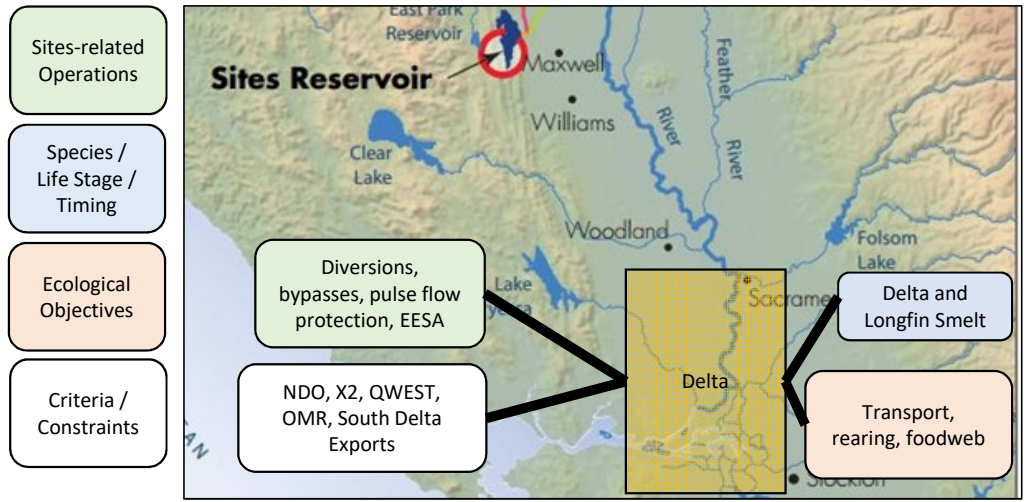 Sites-related
Operations
Species /
Life Stage /
Timing
Ecological
Objectives
Criteria /
Constraints
East Park
Reservoir
Sites Reservoir
Maxwell
Williams
Clear
Lake
River
Feather
River
Woodland
Folsom
Lake
Lake
Sacrame
Diversions,
bypasses, pulse flow
protection, EESA
NDO, X2, QWEST,
OMR, South Delta
Exports
Delta
Delta and
Longfin Smelt
Transport,
rearing, foodweb
Stockton